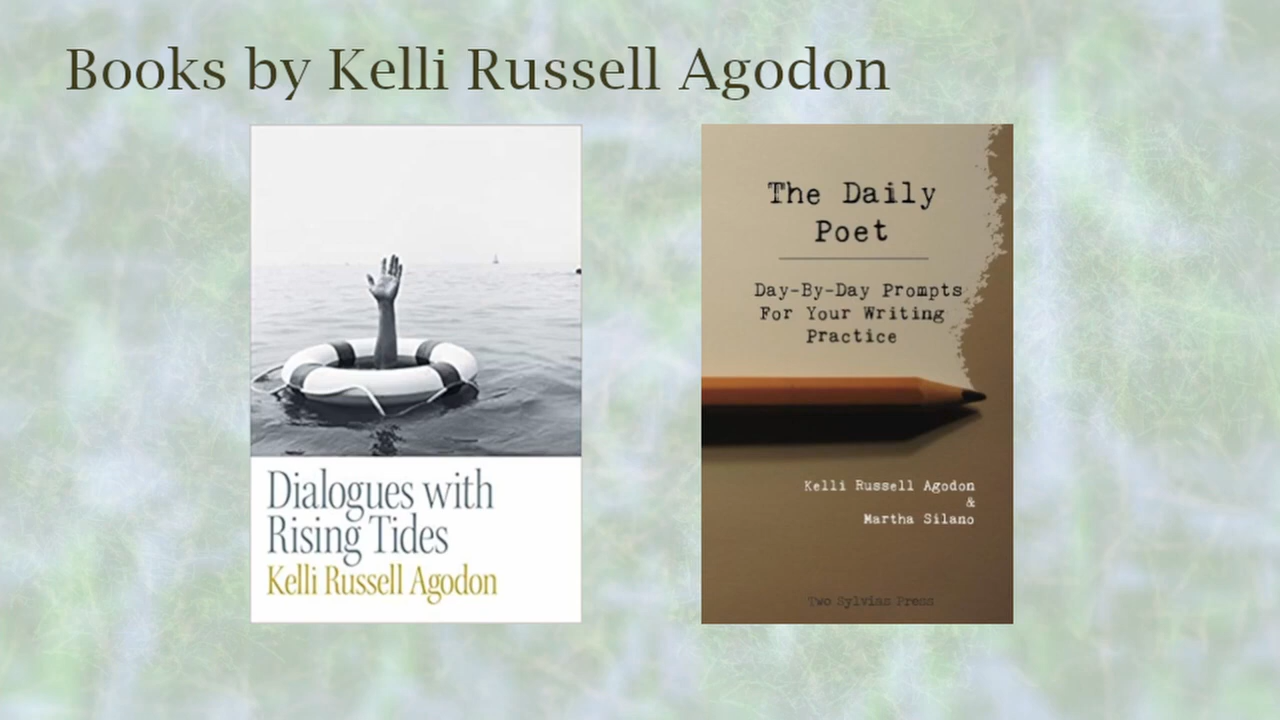 Books by Kelli Russell Agodon
Dialogues with
Rising Tides
Kelli Russell Agodon
The Daily
Poet
Day-By-Day Prompts
For Your Writing
Practice
Kelli Russell Agodon
&
Martha Silano
Two Sylvias Press